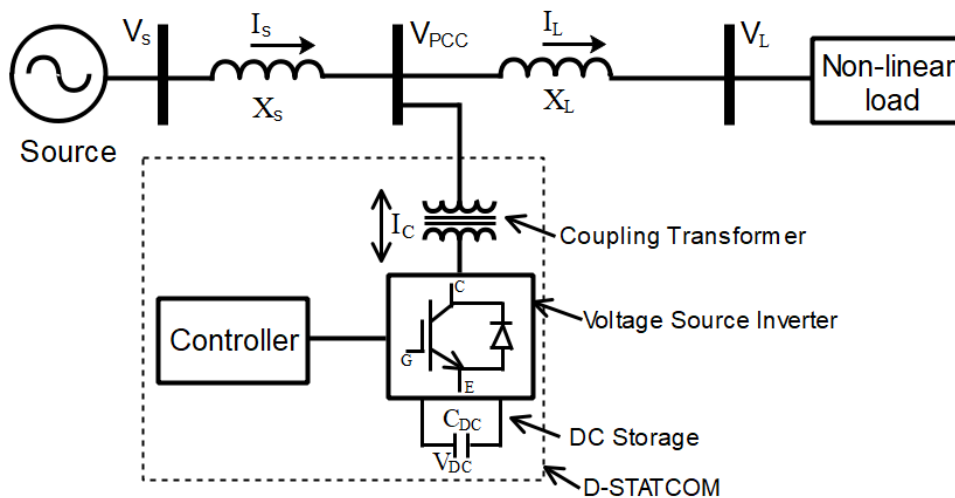 Vs
Is
VPCC
IL
VL
Non-linear
load
Xs
XL
Source
IC
Coupling Transformer
C
Voltage Source Inverter
Controller
G
E
CDC
DC Storage
VDC
D-STATCOM